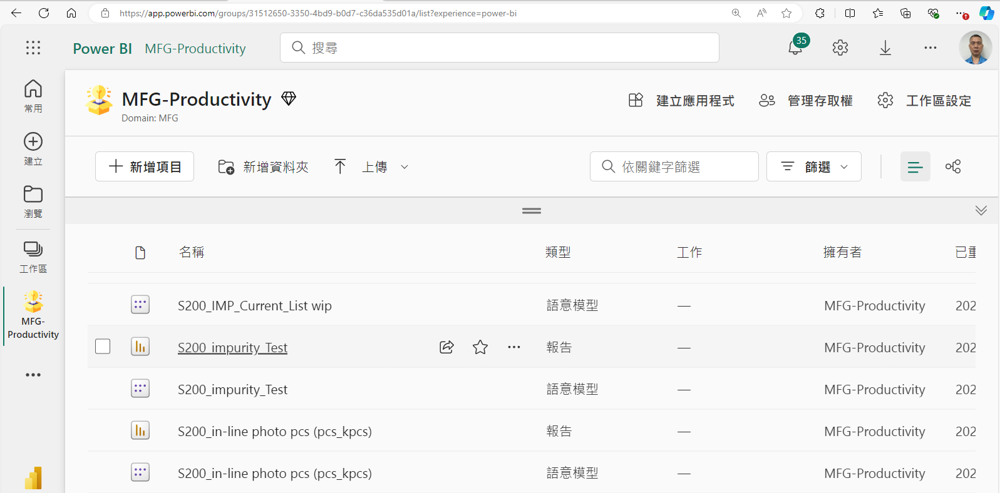 https://app.powerbi.com/groups/31512650-3350-4bd9-b0d7-c36da535d01a/list?experience=power-bi
Power BI MFG-Productivity 搜尋 35
常用
建立
瀏覽
工作區
MFG-
Productivity
MFG-Productivity
Domain: MFG
建立應用程式 管理存取權 工作區設定
新增項目 新增資料夾 上傳 依關鍵字篩選 篩選
名稱 類型 工作 擁有者 已重
S200_IMP_Current_List wip 語意模型 — MFG-Productivity 202
S200_impurity_Test 報告 — MFG-Productivity 202
S200_impurity_Test 語意模型 — MFG-Productivity 202
S200_in-line photo pcs (pcs_kpcs) 報告 — MFG-Productivity 202
S200_in-line photo pcs (pcs_kpcs) 語意模型 — MFG-Productivity 202